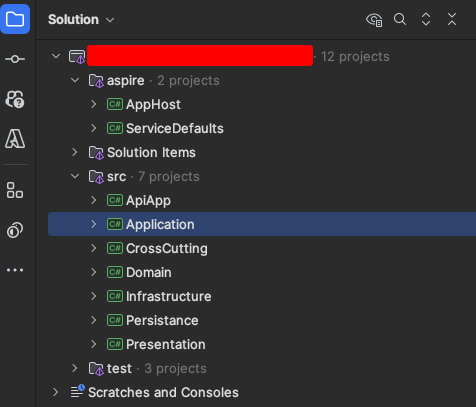 Solution
· 12 projects
aspire · 2 projects
C# AppHost
C# ServiceDefaults
Solution Items
src · 7 projects
C# ApiApp
C# Application
C# CrossCutting
C# Domain
C# Infrastructure
C# Persistance
C# Presentation
test · 3 projects
Scratches and Consoles